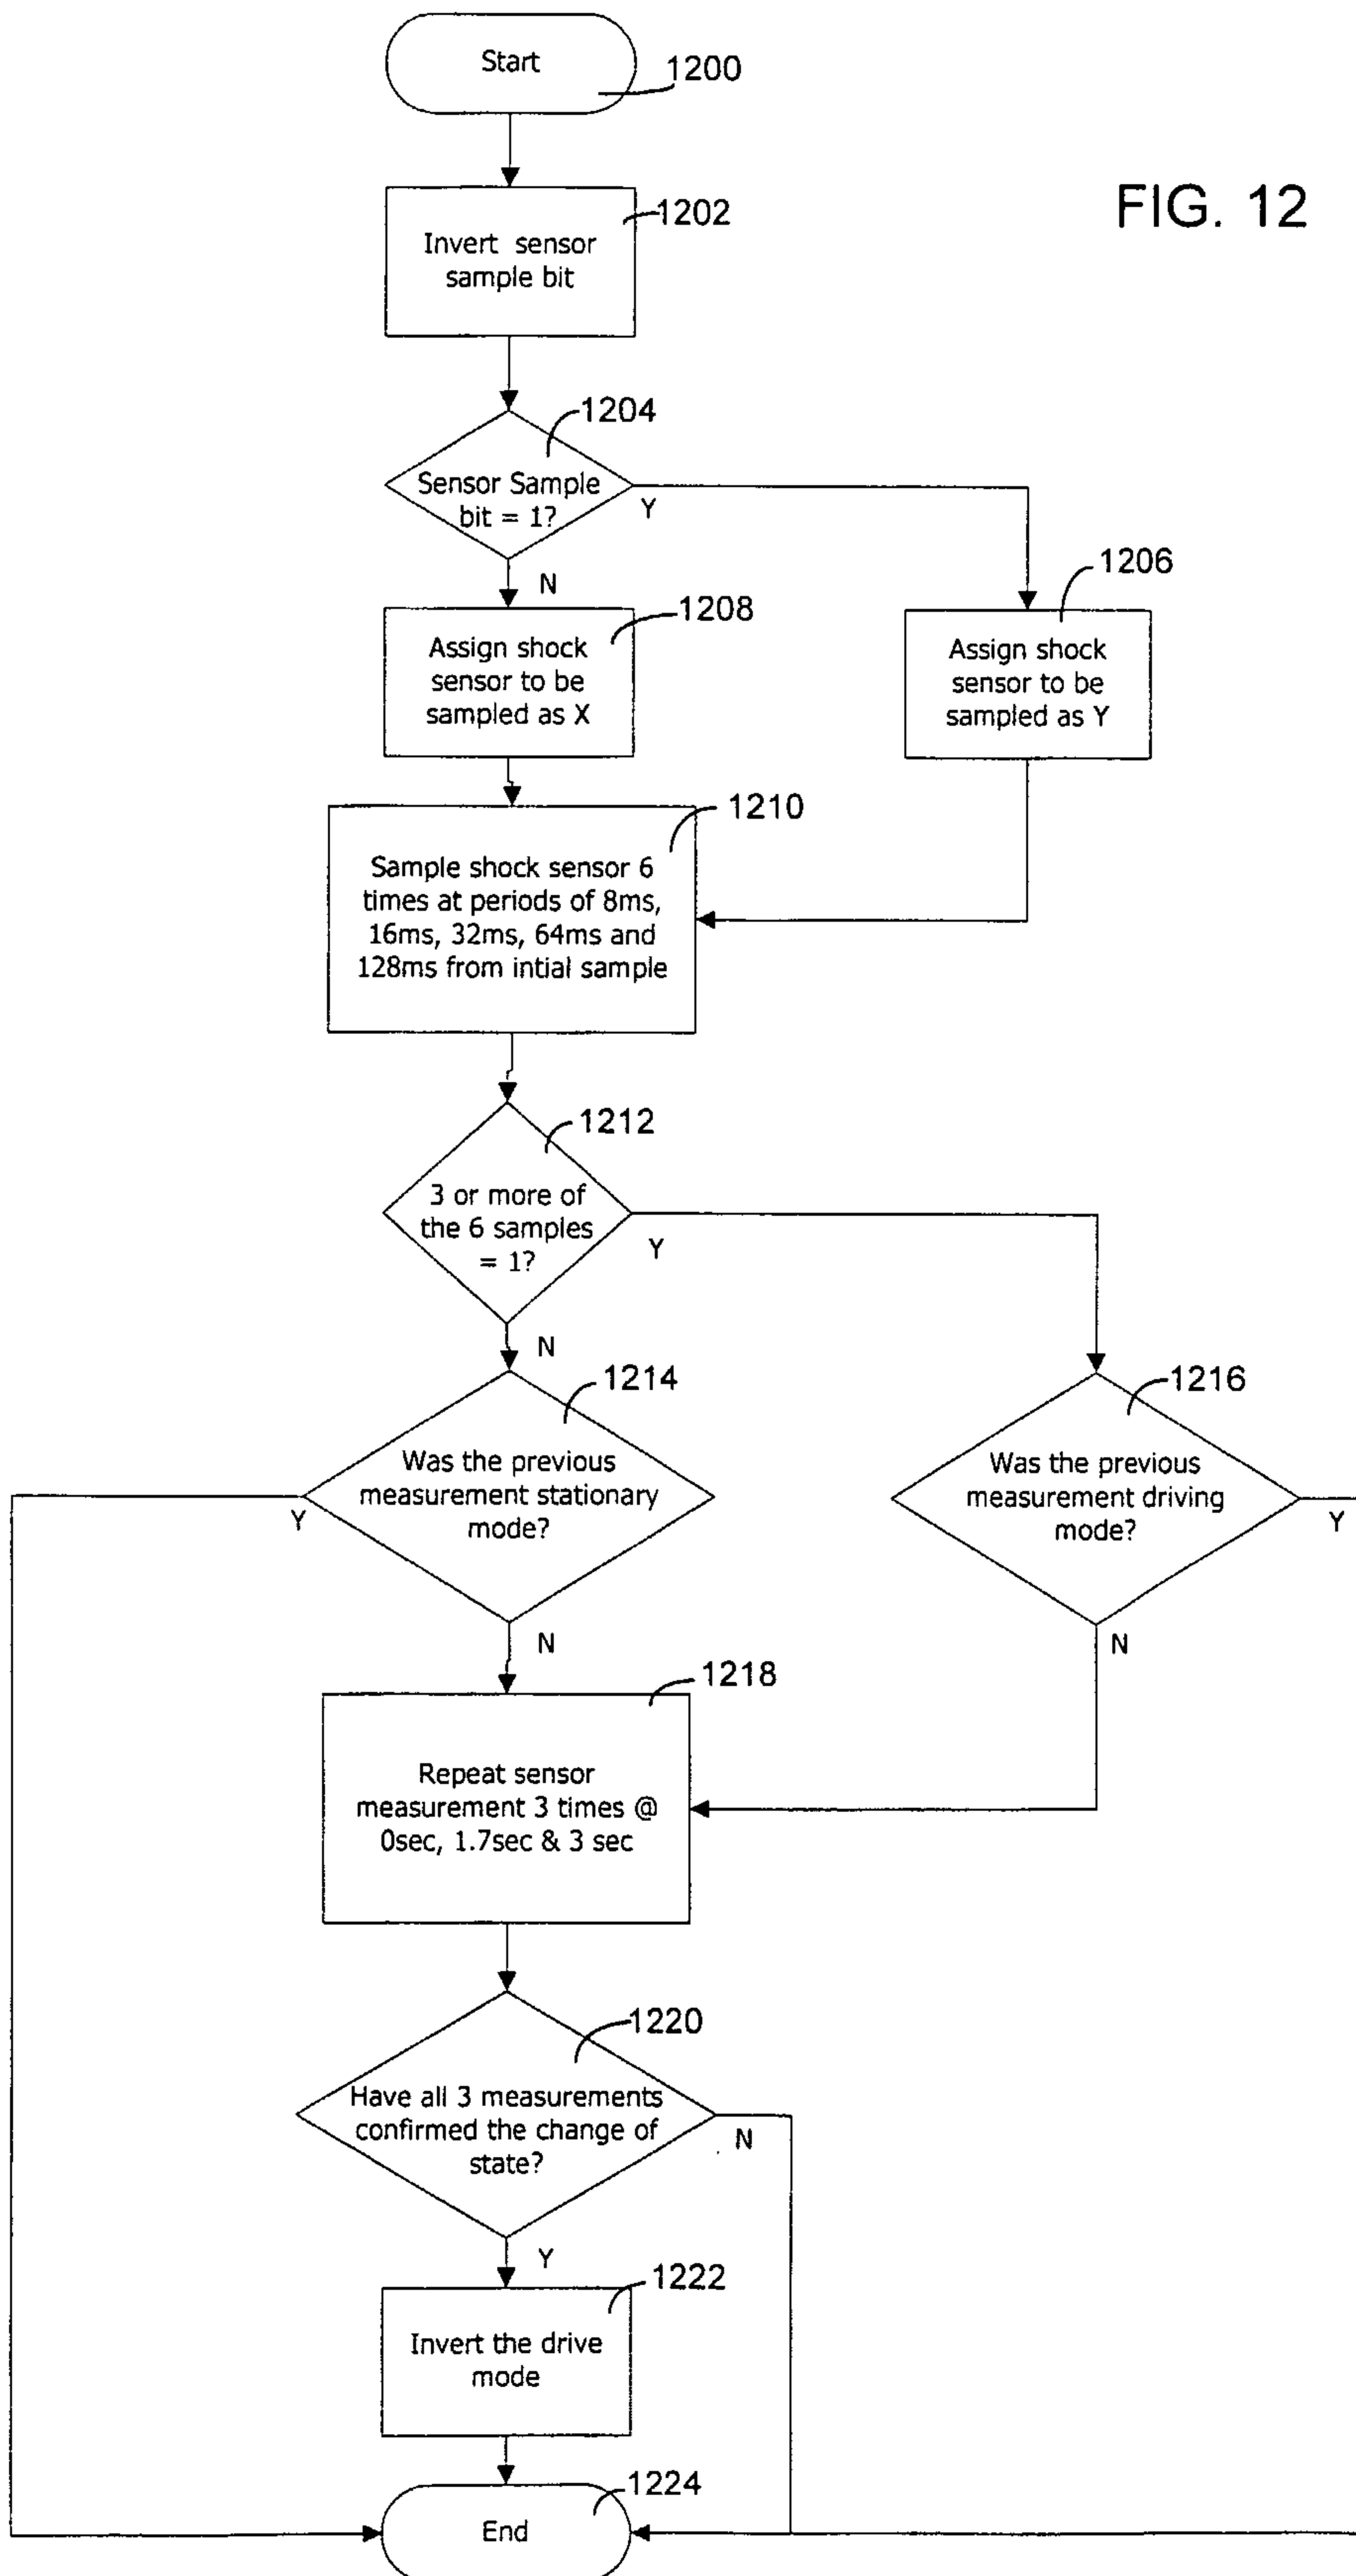 Start
1200
FIG. 12
1202
Invert sensor
sample bit
1204
Sensor Sample
bit = 1?
Y
N
1206
Assign shock
sensor to be
sampled as Y
1208
Assign shock
sensor to be
sampled as X
1210
Sample shock sensor 6
times at periods of 8ms,
16ms, 32ms, 64ms and
128ms from intial sample
1212
3 or more of
the 6 samples
= 1?
Y
N
1214
Was the previous
measurement stationary
mode?
Y
N
1216
Was the previous
measurement driving
mode?
Y
N
1218
Repeat sensor
measurement 3 times @
0sec, 1.7sec & 3 sec
1220
Have all 3 measurements
confirmed the change of
state?
N
Y
1222
Invert the drive
mode
1224
End